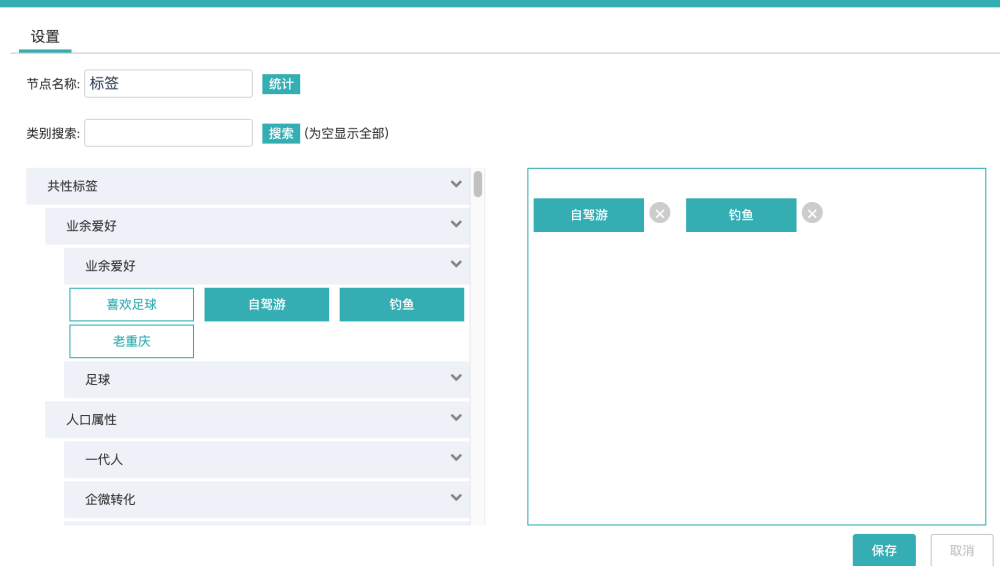 设置
节点名称: 标签 统计
类别搜索: 搜索 (为空显示全部)
共性标签
业余爱好
业余爱好
喜欢足球 自驾游 钓鱼
老重庆
足球
人口属性
一代人
企微转化
自驾游 钓鱼
保存 取消